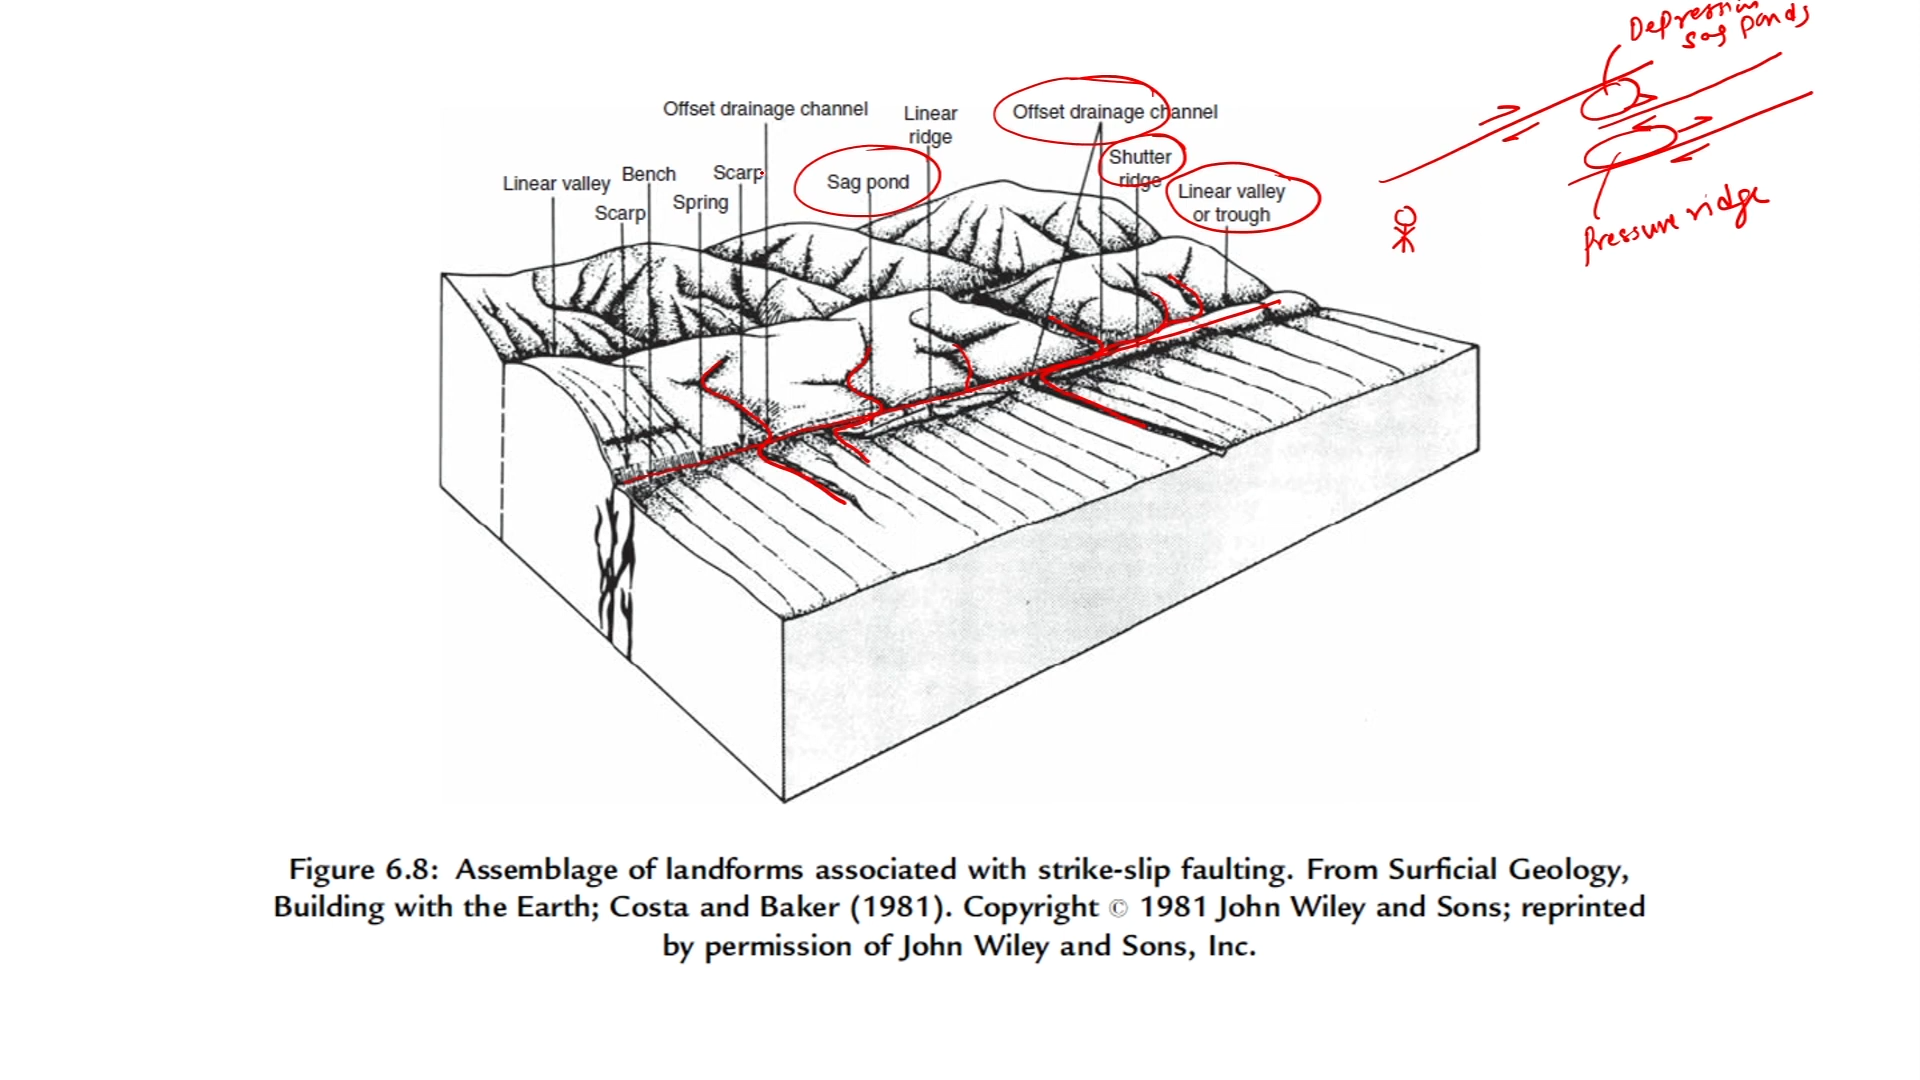 Depression
sag ponds
Offset drainage channel
Linear
ridge
Offset drainage channel
Shutter
ridge
Linear valley
or trough
Linear valley
Bench
Scarp
Scarp
Spring
Sag pond
Pressure ridge
Figure 6.8: Assemblage of landforms associated with strike-slip faulting. From Surficial Geology,
Building with the Earth; Costa and Baker (1981). Copyright © 1981 John Wiley and Sons; reprinted
by permission of John Wiley and Sons, Inc.